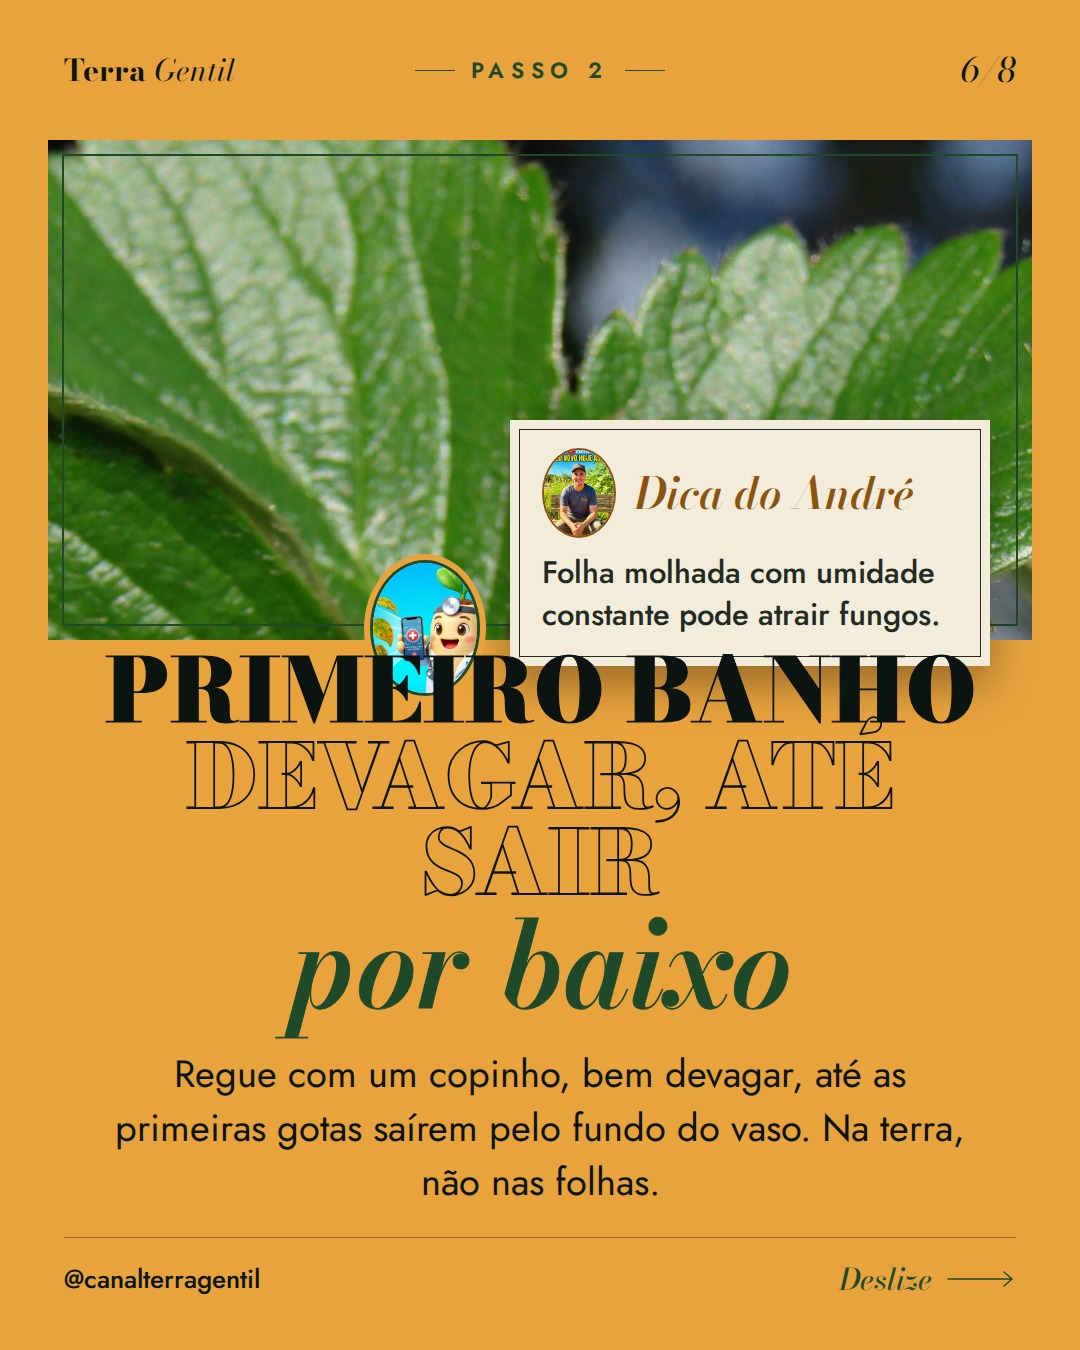 Terra Gentil
PASSO 2
6/8
Dica do André
Folha molhada com umidade
constante pode atrair fungos.
PRIMEIRO BANHO
DEVAGAR, ATÉ
SAIR
por baixo
Regue com um copinho, bem devagar, até as
primeiras gotas saírem pelo fundo do vaso. Na terra,
não nas folhas.
@canalterragentil
Deslize